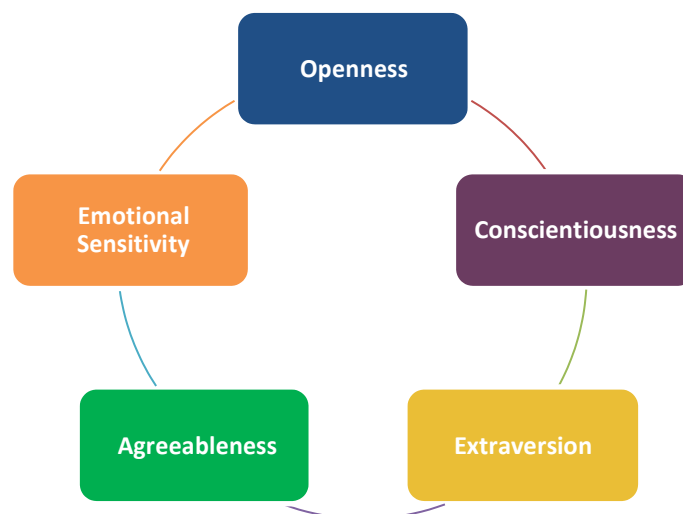 Openness
Conscientiousness
Extraversion
Agreeableness
Emotional
Sensitivity